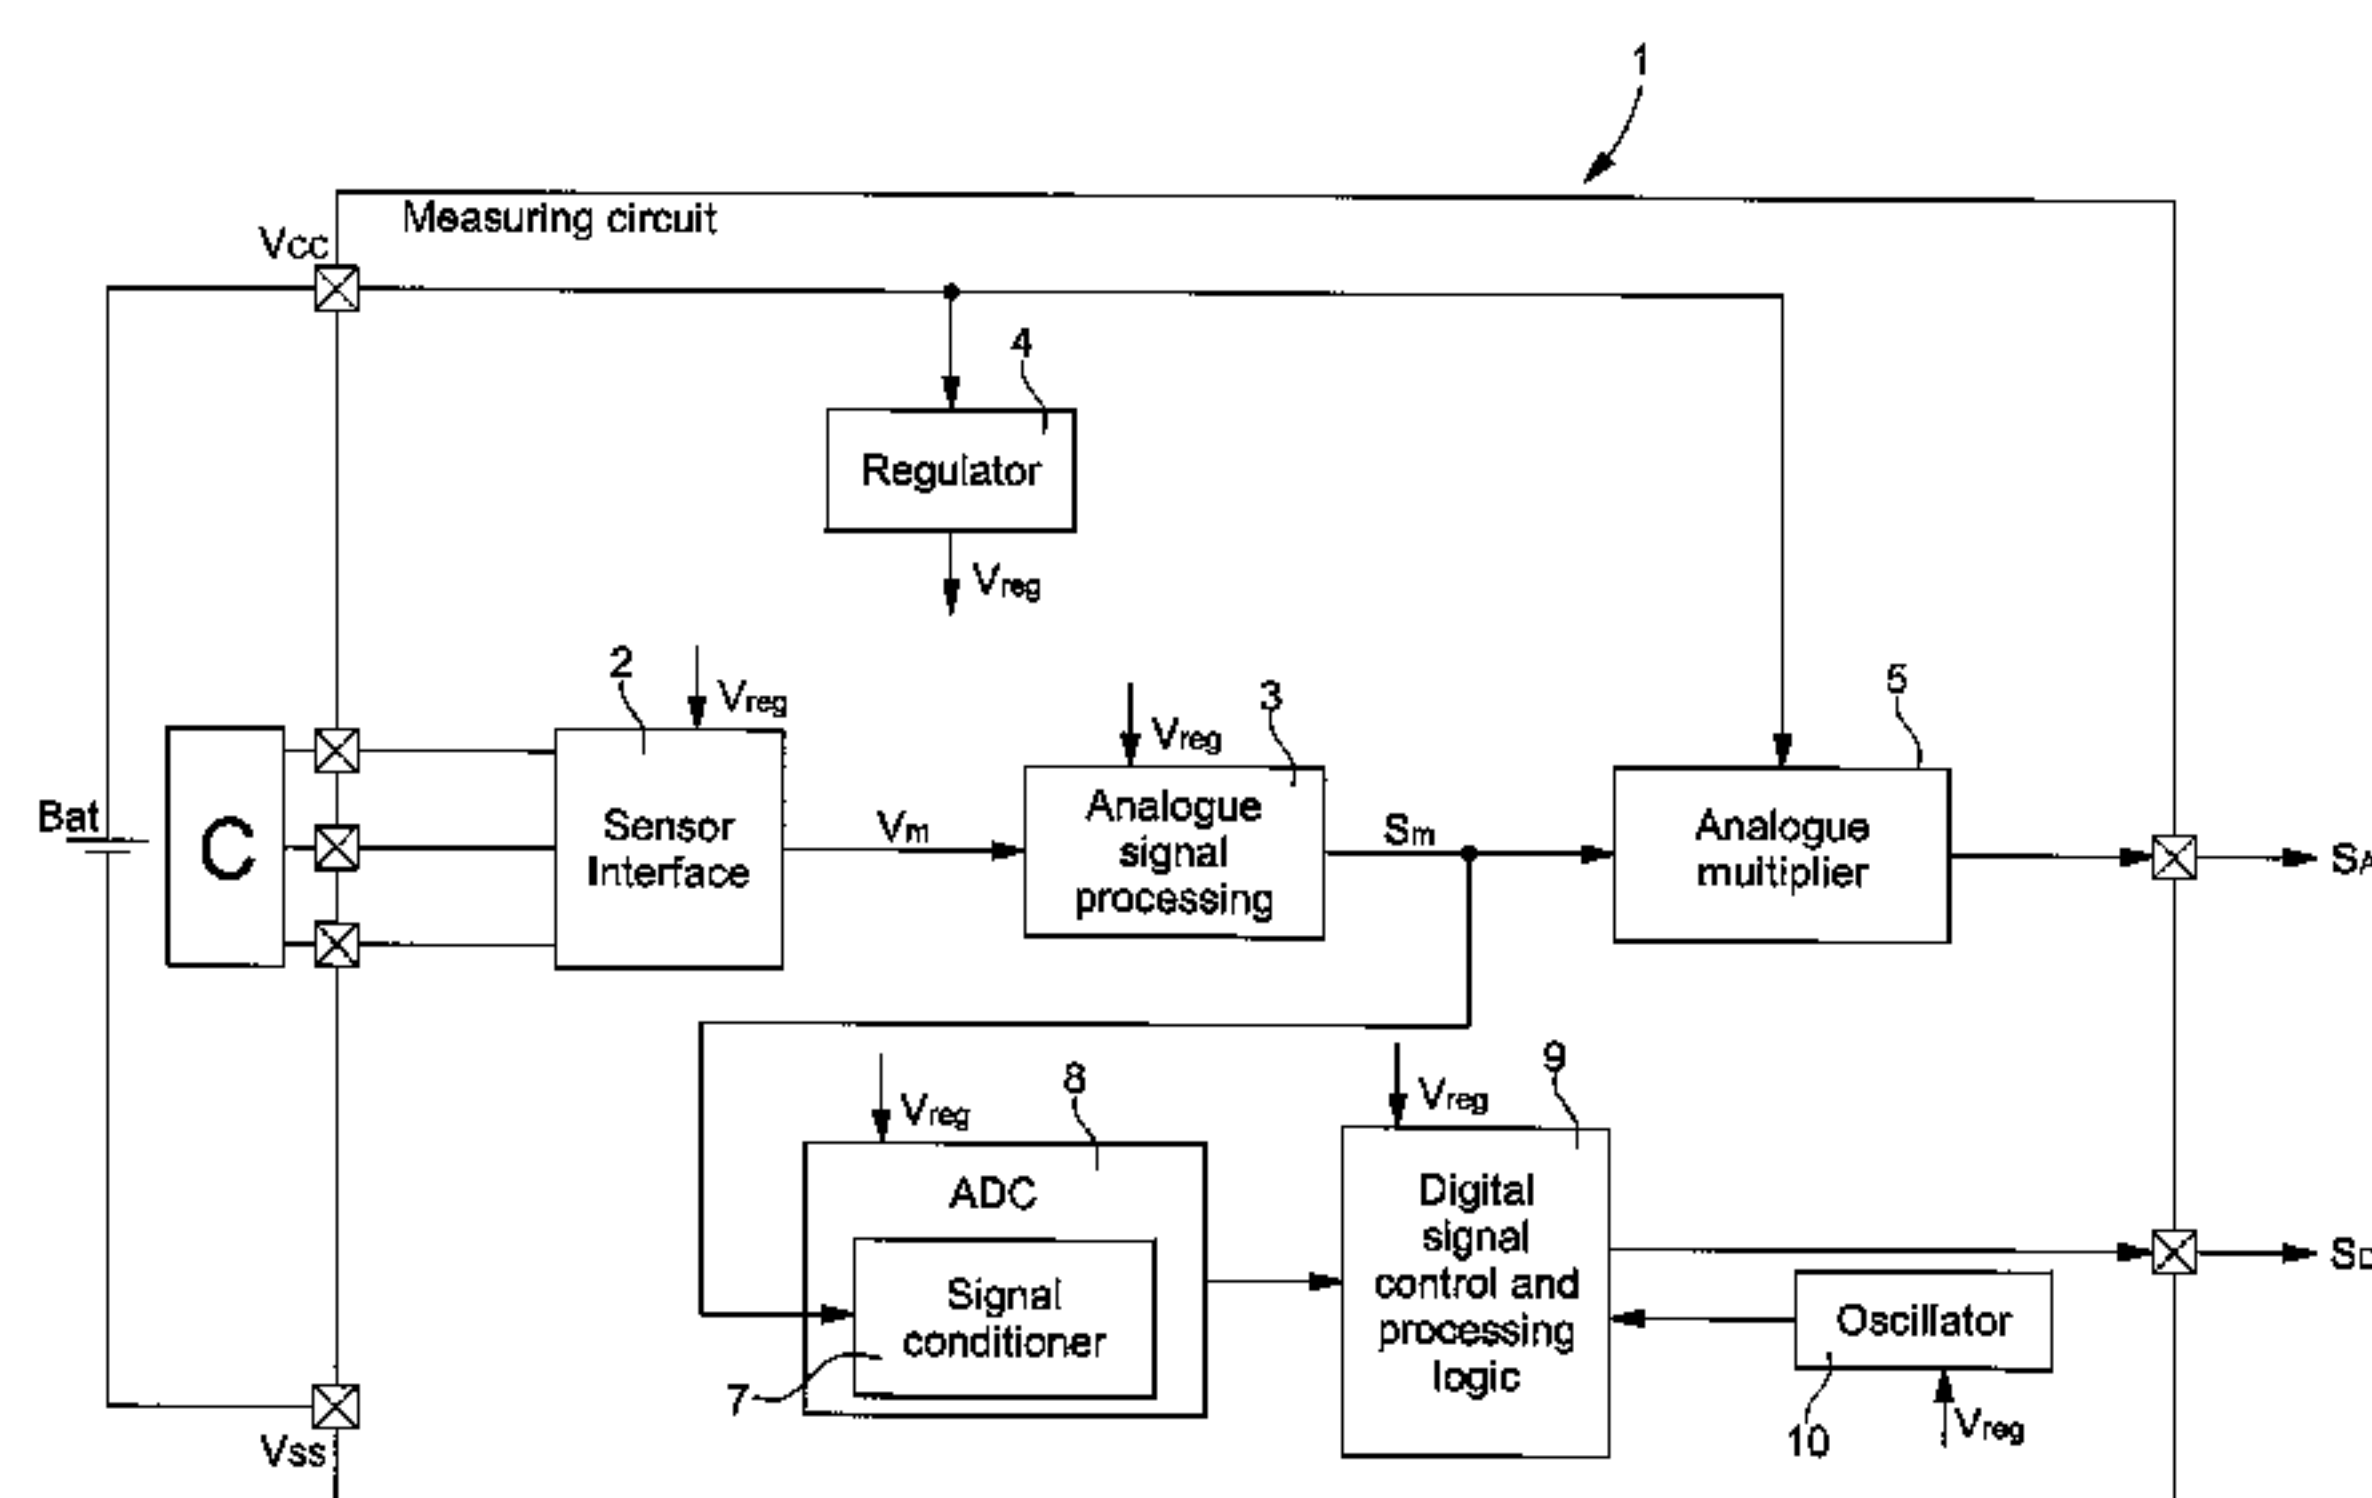 1
Measuring circuit
VCC
4
Regulator
Vreg
2
Vreg
3
Vreg
5
Bat
C
Sensor
Interface
Vm
Analogue
signal
processing
Sm
Analogue
multiplier
SA
8
Vreg
9
Vreg
ADC
Signal
conditioner
7
Digital
signal
control and
processing
logic
SD
Oscillator
10
Vreg
VSS